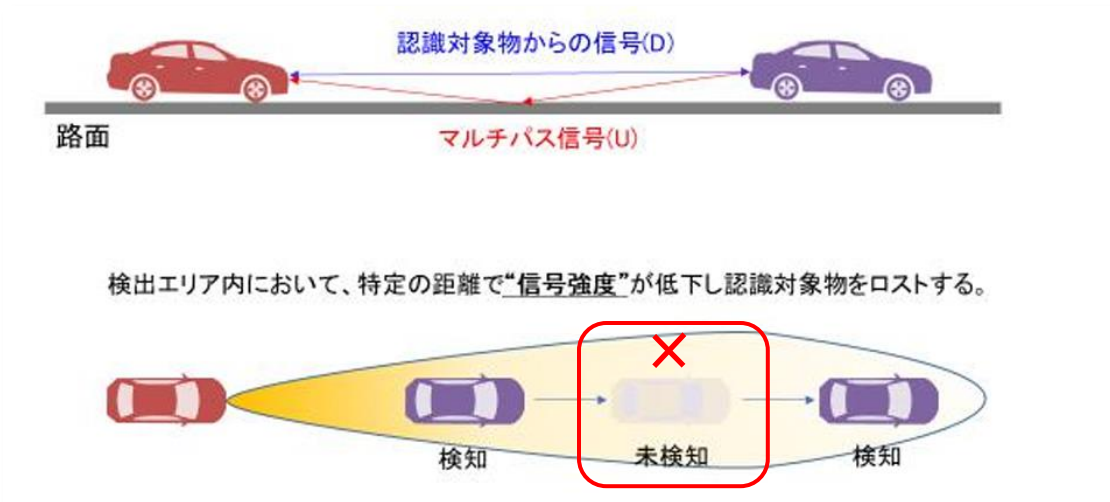 認識対象物からの信号(D)
路面
マルチパス信号(U)
検出エリア内において、特定の距離で“信号強度”が低下し認識対象物をロストする。
検知
未検知
検知